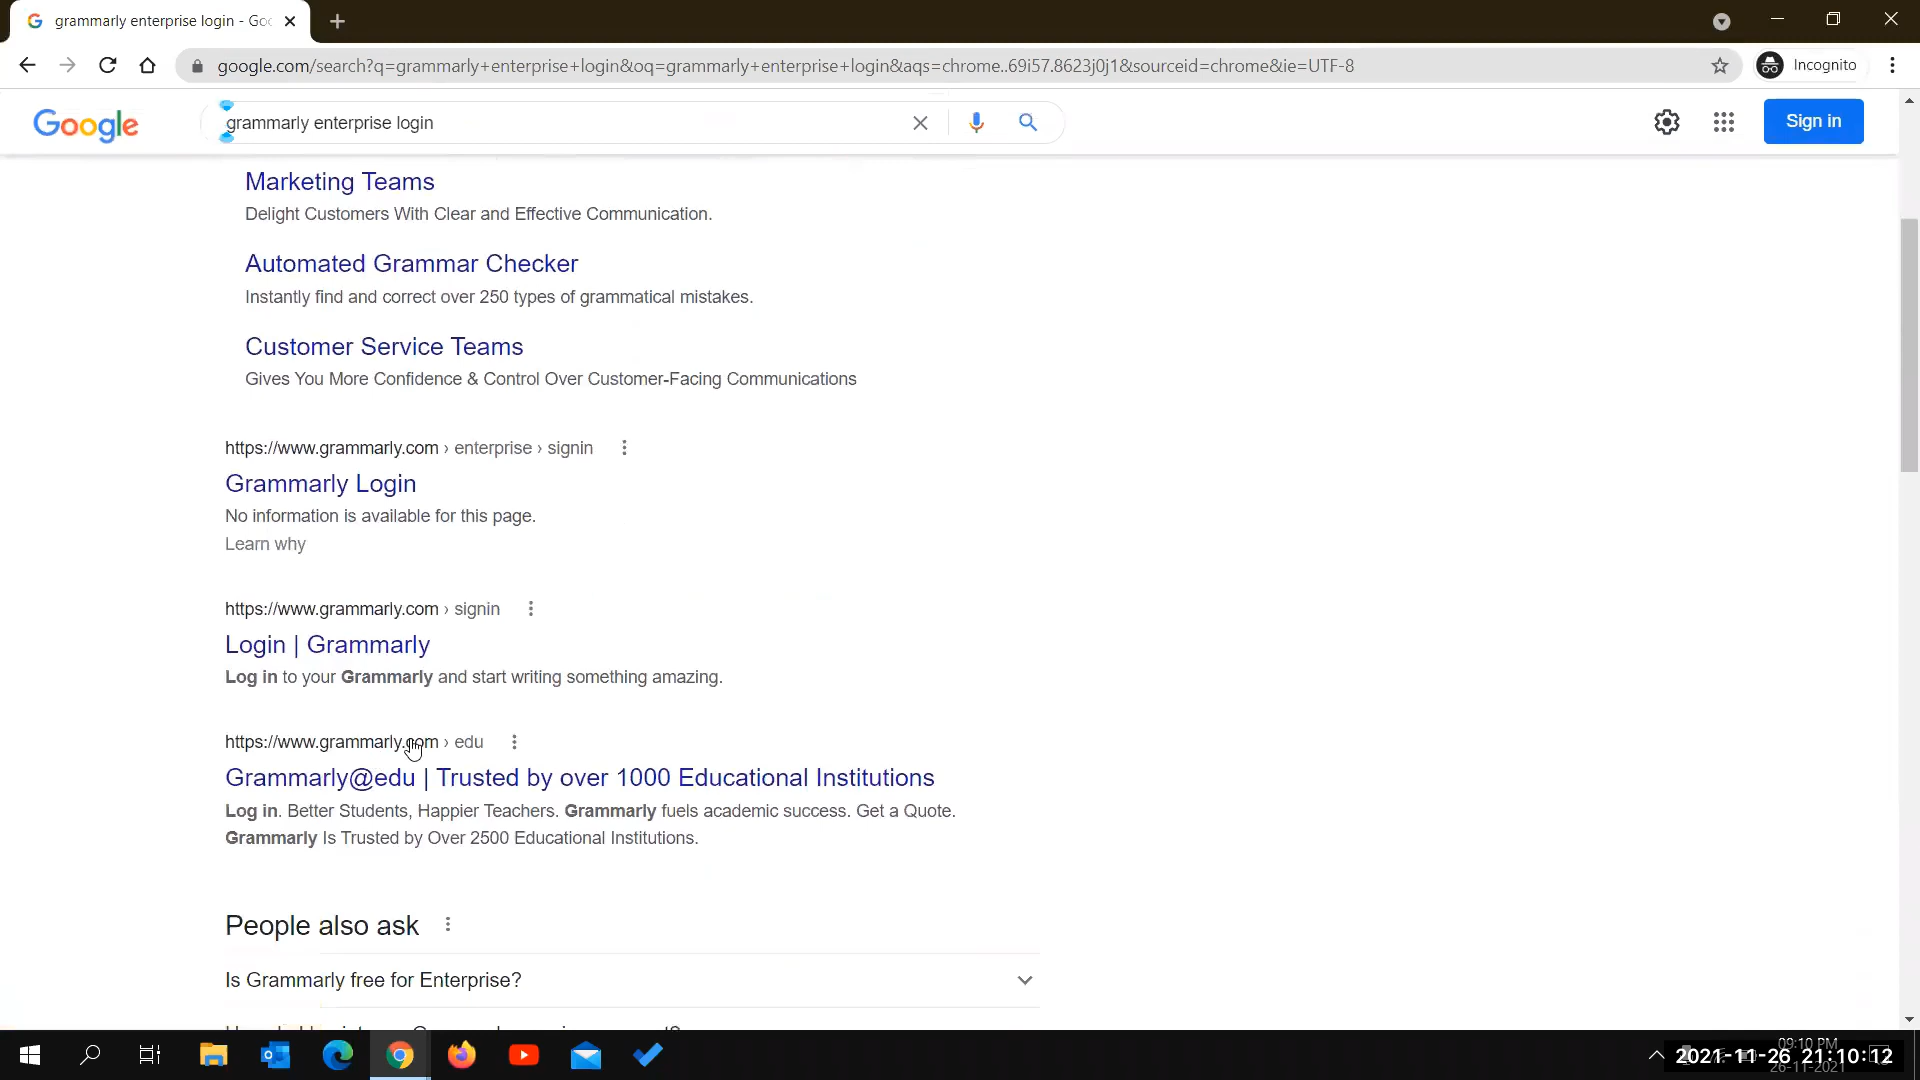 grammarly enterprise login - Goo
google.com/search?q=grammarly+enterprise+login&oq=grammarly+enterprise+login&aqs=chrome..69i57.8623j0j1&sourceid=chrome&ie=UTF-8
Incognito
Google
grammarly enterprise login
Sign in
Marketing Teams
Delight Customers With Clear and Effective Communication.
Automated Grammar Checker
Instantly find and correct over 250 types of grammatical mistakes.
Customer Service Teams
Gives You More Confidence & Control Over Customer-Facing Communications
https://www.grammarly.com › enterprise › signin
Grammarly Login
No information is available for this page.
Learn why
https://www.grammarly.com › signin
Login | Grammarly
Log in to your Grammarly and start writing something amazing.
https://www.grammarly.com › edu
Grammarly@edu | Trusted by over 1000 Educational Institutions
Log in. Better Students, Happier Teachers. Grammarly fuels academic success. Get a Quote.
Grammarly Is Trusted by Over 2500 Educational Institutions.
People also ask
Is Grammarly free for Enterprise?
09:10 PM
2021-11-26 21:10:12
26-11-2021